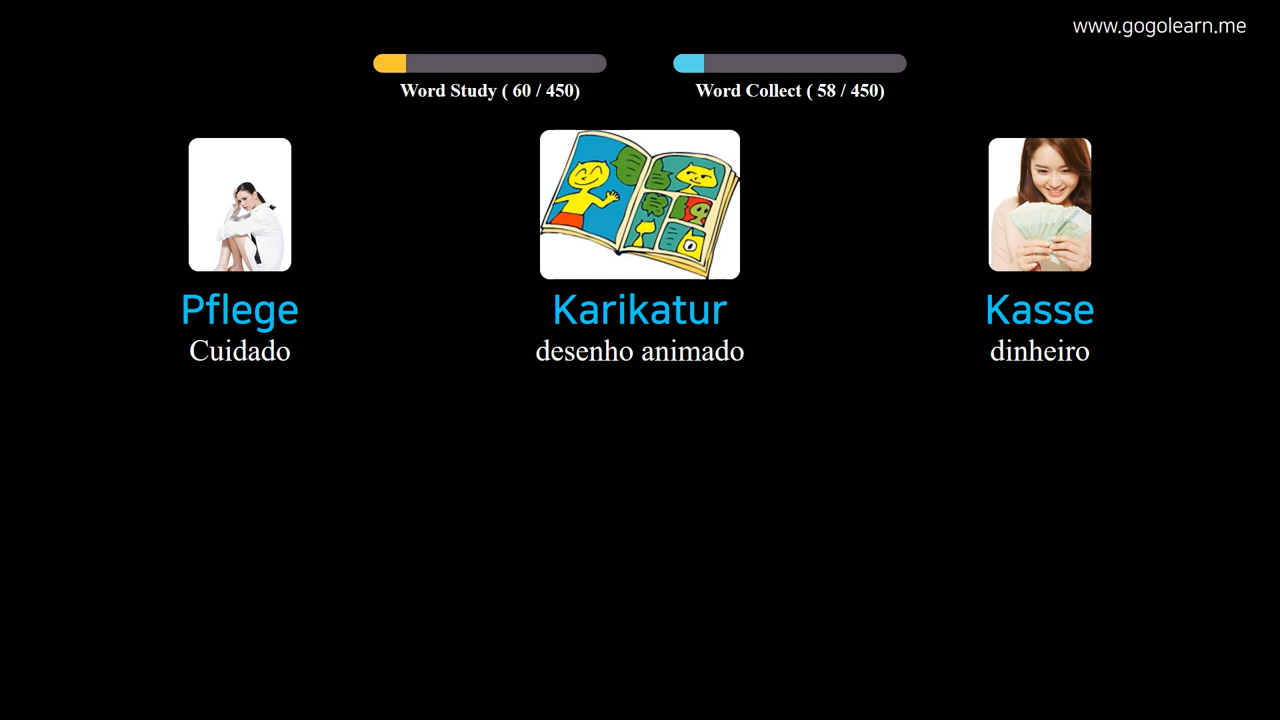 www.gogolearn.me
Word Study ( 60 / 450)
Word Collect ( 58 / 450)
Pflege
Karikatur
Kasse
Cuidado
desenho animado
dinheiro